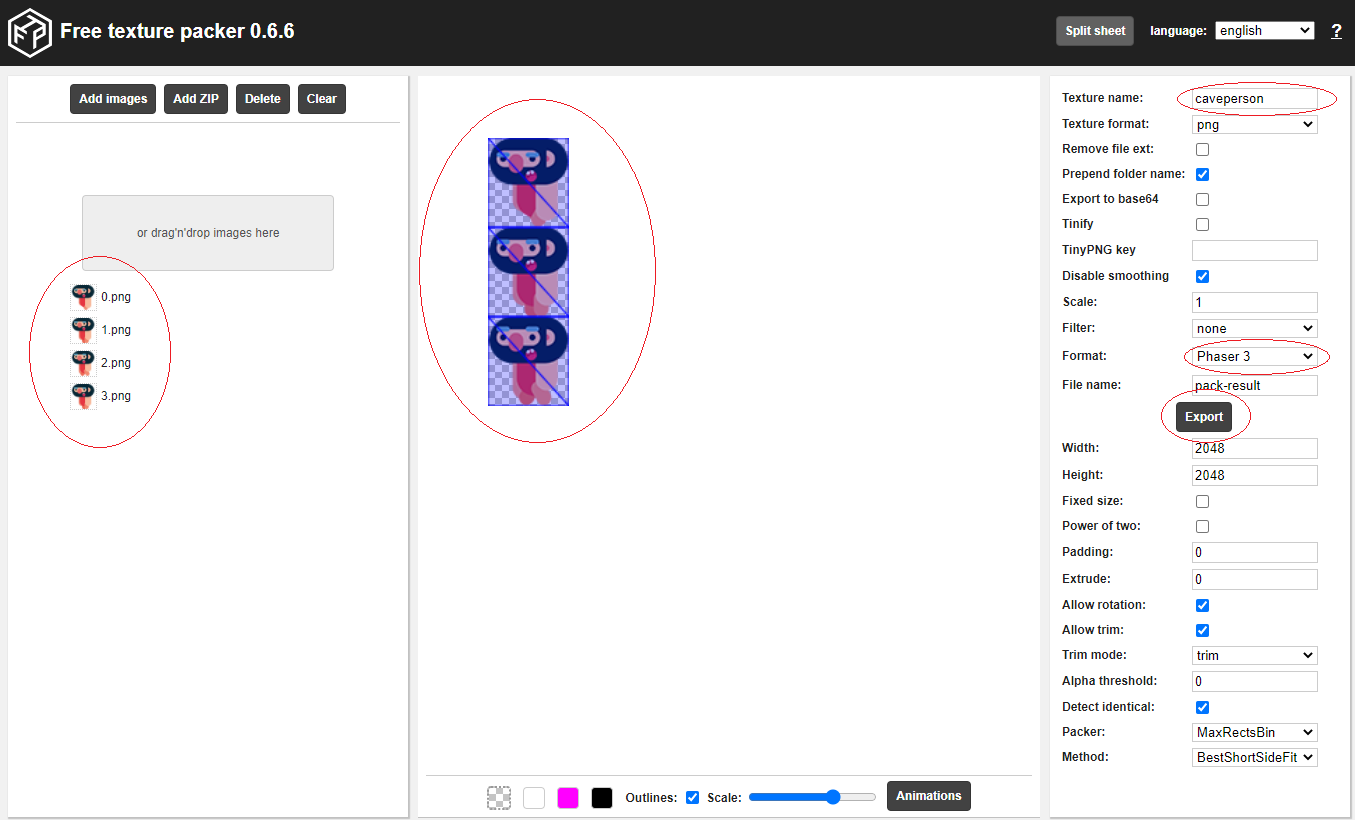 Free texture packer 0.6.6
Split sheet
language:
english
?
Add images
Add ZIP
Delete
Clear
or drag'n'drop images here
0.png
1.png
2.png
3.png
Outlines:
Scale:
Animations
Texture name:
caveperson
Texture format:
png
Remove file ext:
Prepend folder name:
Export to base64
Tinify
TinyPNG key
Disable smoothing
Scale:
1
Filter:
none
Format:
Phaser 3
File name:
pack-result
Export
Width:
2048
Height:
2048
Fixed size:
Power of two:
Padding:
0
Extrude:
0
Allow rotation:
Allow trim:
Trim mode:
trim
Alpha threshold:
0
Detect identical:
Packer:
MaxRectsBin
Method:
BestShortSideFit